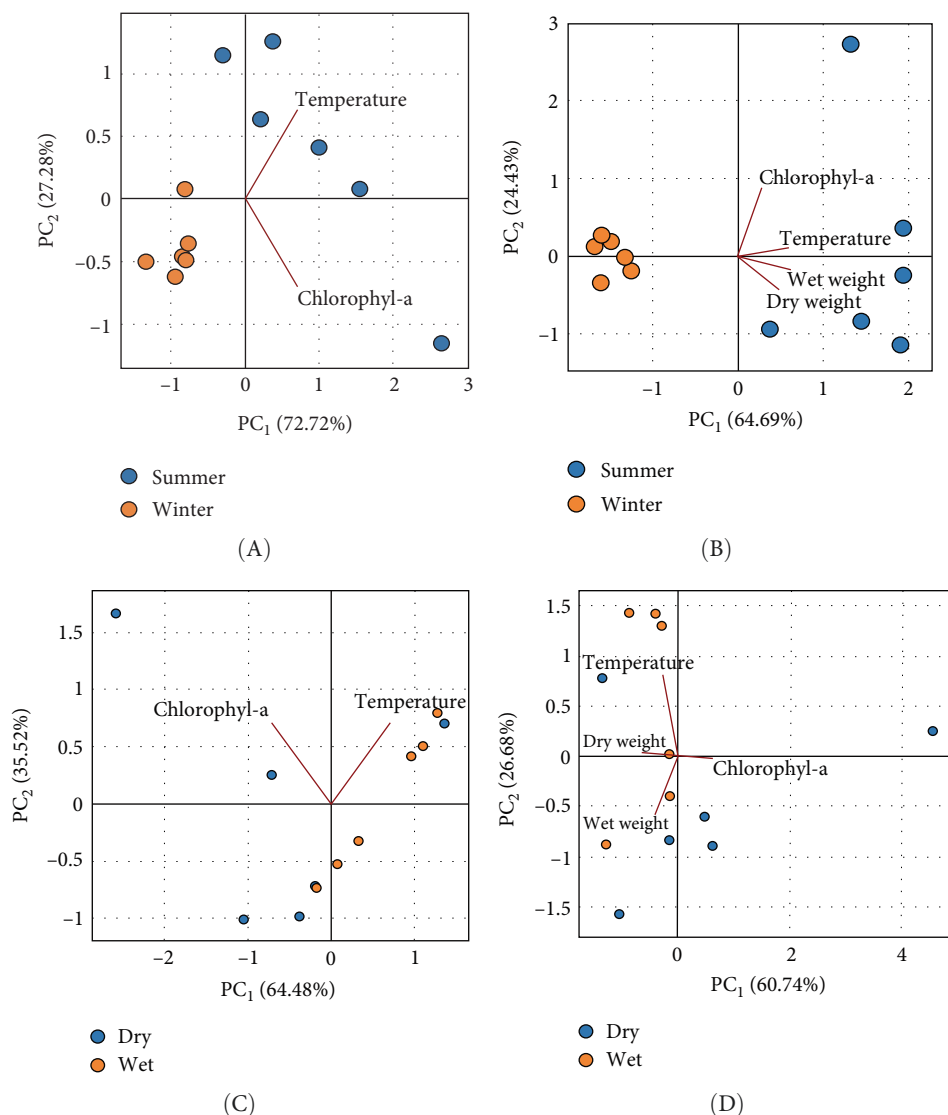 1
0.5
0
−0.5
−1
−1
0
1
2
3
PC2 (27.28%)
PC1 (72.72%)
Temperature
Chlorophyl-a
Summer
Winter
(A)
3
2
1
0
−1
−1
0
1
2
PC2 (24.43%)
PC1 (64.69%)
Chlorophyl-a
Temperature
Wet weight
Dry weight
Summer
Winter
(B)
1.5
1
0.5
0
−0.5
−1
−2
−1
0
1
PC2 (35.52%)
PC1 (64.48%)
Chlorophyl-a
Temperature
Dry
Wet
(C)
1.5
1
0.5
0
−0.5
−1
−1.5
0
2
4
PC2 (26.68%)
PC1 (60.74%)
Temperature
Dry weight
Chlorophyl-a
Wet weight
Dry
Wet
(D)